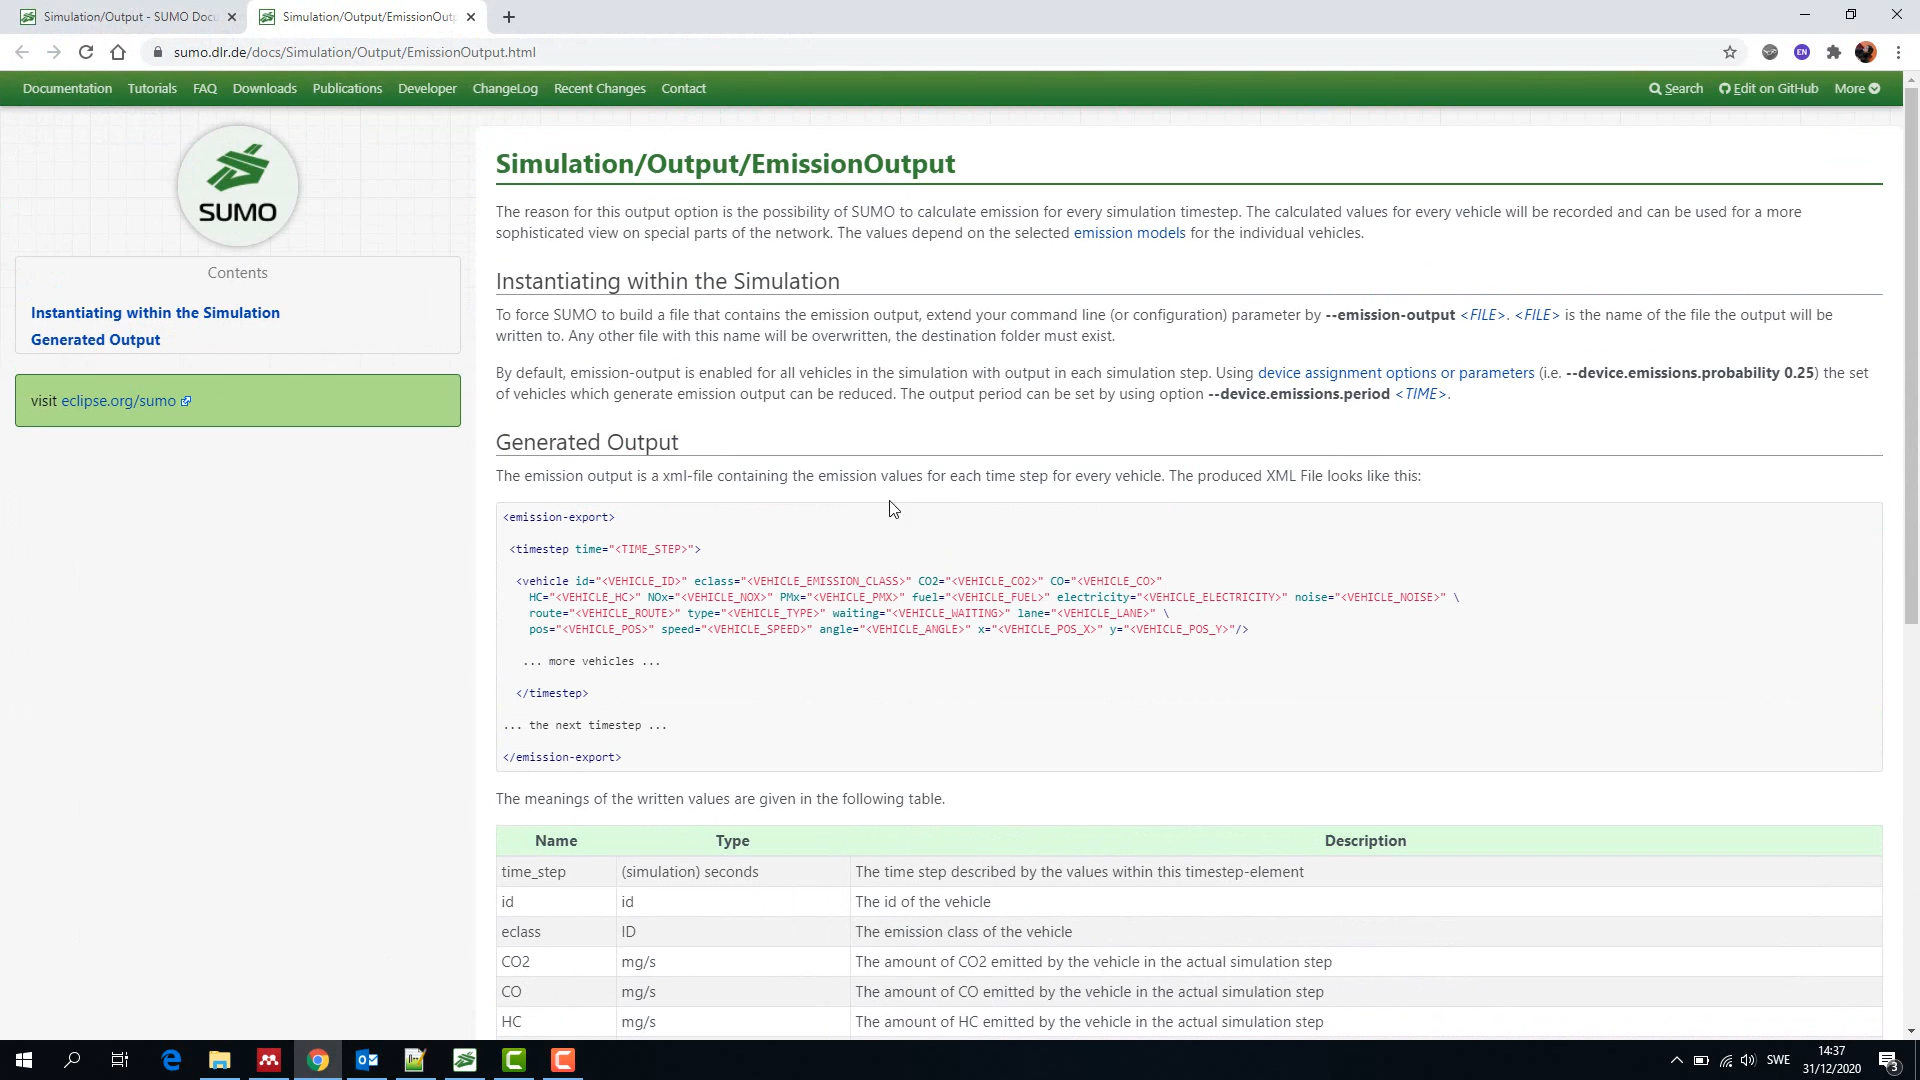 Simulation/Output - SUMO Docu
Simulation/Output/EmissionOutp
sumo.dlr.de/docs/Simulation/Output/EmissionOutput.html
EN
Documentation Tutorials FAQ Downloads Publications Developer ChangeLog Recent Changes Contact
Search Edit on GitHub More
SUMO
Contents
Instantiating within the Simulation
Generated Output
visit eclipse.org/sumo
Simulation/Output/EmissionOutput
The reason for this output option is the possibility of SUMO to calculate emission for every simulation timestep. The calculated values for every vehicle will be recorded and can be used for a more
sophisticated view on special parts of the network. The values depend on the selected emission models for the individual vehicles.
Instantiating within the Simulation
To force SUMO to build a file that contains the emission output, extend your command line (or configuration) parameter by --emission-output <FILE>. <FILE> is the name of the file the output will be
written to. Any other file with this name will be overwritten, the destination folder must exist.
By default, emission-output is enabled for all vehicles in the simulation with output in each simulation step. Using device assignment options or parameters (i.e. --device.emissions.probability 0.25) the set
of vehicles which generate emission output can be reduced. The output period can be set by using option --device.emissions.period <TIME>.
Generated Output
The emission output is a xml-file containing the emission values for each time step for every vehicle. The produced XML File looks like this:
<emission-export>
<timestep time="<TIME_STEP>">
<vehicle id="<VEHICLE_ID>" eclass="<VEHICLE_EMISSION_CLASS>" CO2="<VEHICLE_CO2>" CO="<VEHICLE_CO>"
HC="<VEHICLE_HC>" NOx="<VEHICLE_NOX>" PMx="<VEHICLE_PMX>" fuel="<VEHICLE_FUEL>" electricity="<VEHICLE_ELECTRICITY>" noise="<VEHICLE_NOISE>" \
route="<VEHICLE_ROUTE>" type="<VEHICLE_TYPE>" waiting="<VEHICLE_WAITING>" lane="<VEHICLE_LANE>" \
pos="<VEHICLE_POS>" speed="<VEHICLE_SPEED>" angle="<VEHICLE_ANGLE>" x="<VEHICLE_POS_X>" y="<VEHICLE_POS_Y>"/>
... more vehicles ...
</timestep>
... the next timestep ...
</emission-export>
The meanings of the written values are given in the following table.
Name Type Description
time_step (simulation) seconds The time step described by the values within this timestep-element
id id The id of the vehicle
eclass ID The emission class of the vehicle
CO2 mg/s The amount of CO2 emitted by the vehicle in the actual simulation step
CO mg/s The amount of CO emitted by the vehicle in the actual simulation step
HC mg/s The amount of HC emitted by the vehicle in the actual simulation step
SWE
14:37
31/12/2020
3